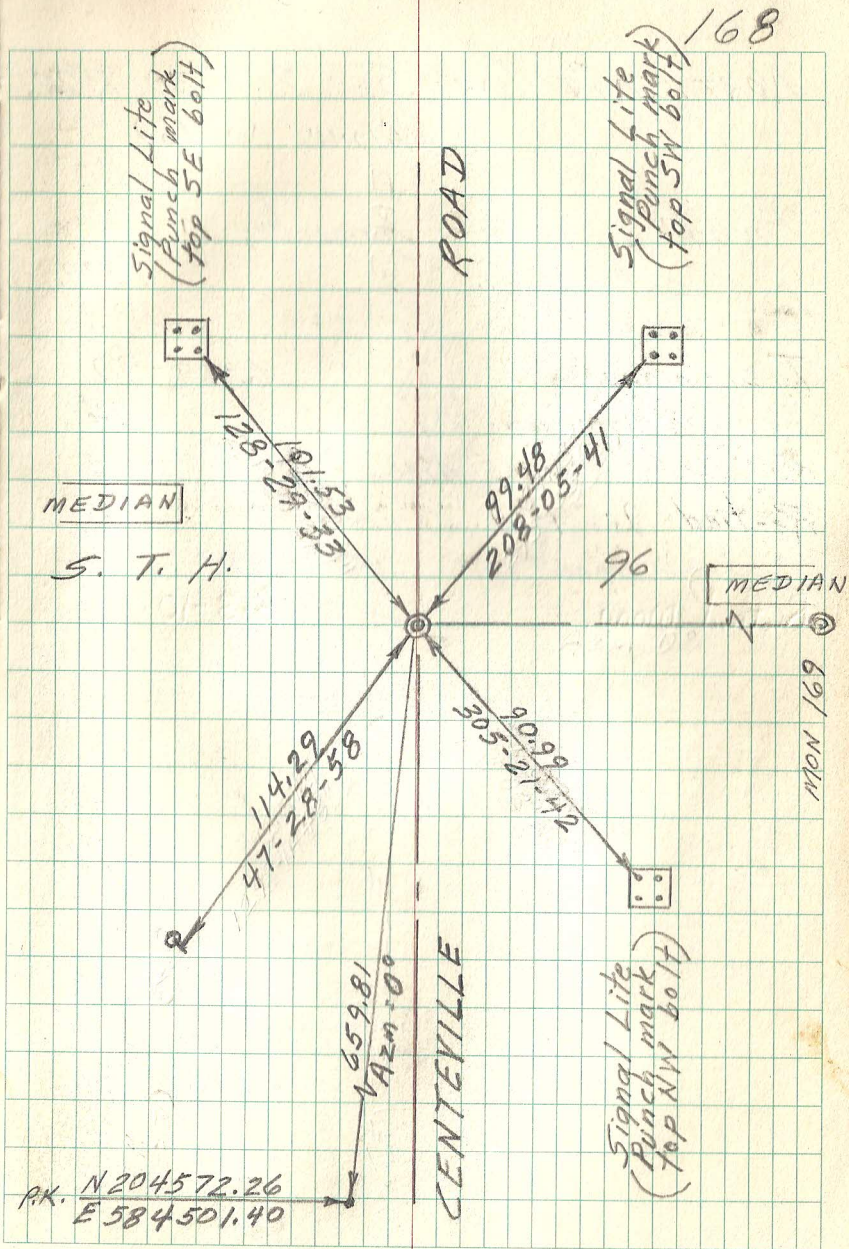 168
Signal Lite
(Punch mark
top SE bolt)
ROAD
Signal Lite
(Punch mark
top SW bolt)
101.53
128-29-33
99.48
208-05-41
MEDIAN
S. T. H.
96
MEDIAN
MON 169
114.29
47-28-58
90.99
305-21-42
659.81
Azm=0°
CENTEVILLE
Signal Lite
(Punch mark
top NW bolt)
P.K. N 204572.26
E 584501.40